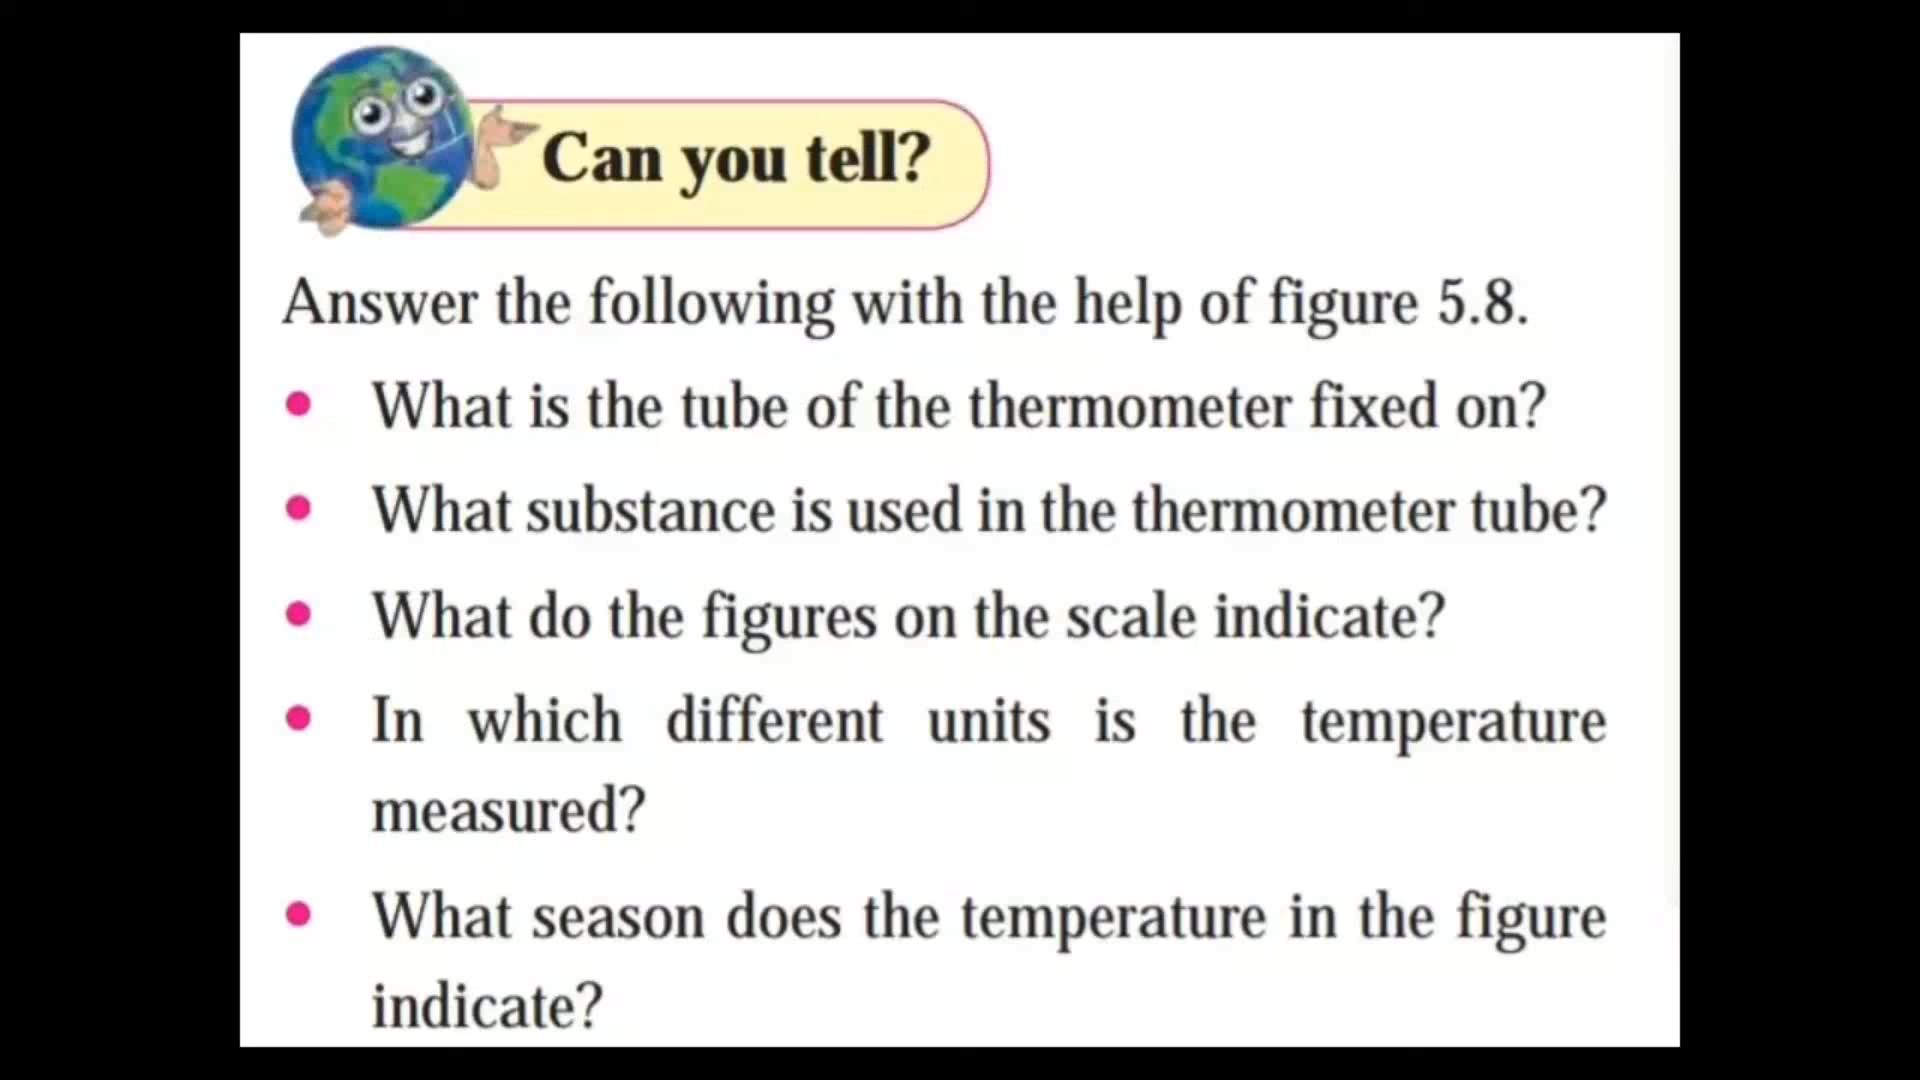 Can you tell?
Answer the following with the help of figure 5.8.
• What is the tube of the thermometer fixed on?
• What substance is used in the thermometer tube?
• What do the figures on the scale indicate?
• In which different units is the temperature
measured?
• What season does the temperature in the figure
indicate?